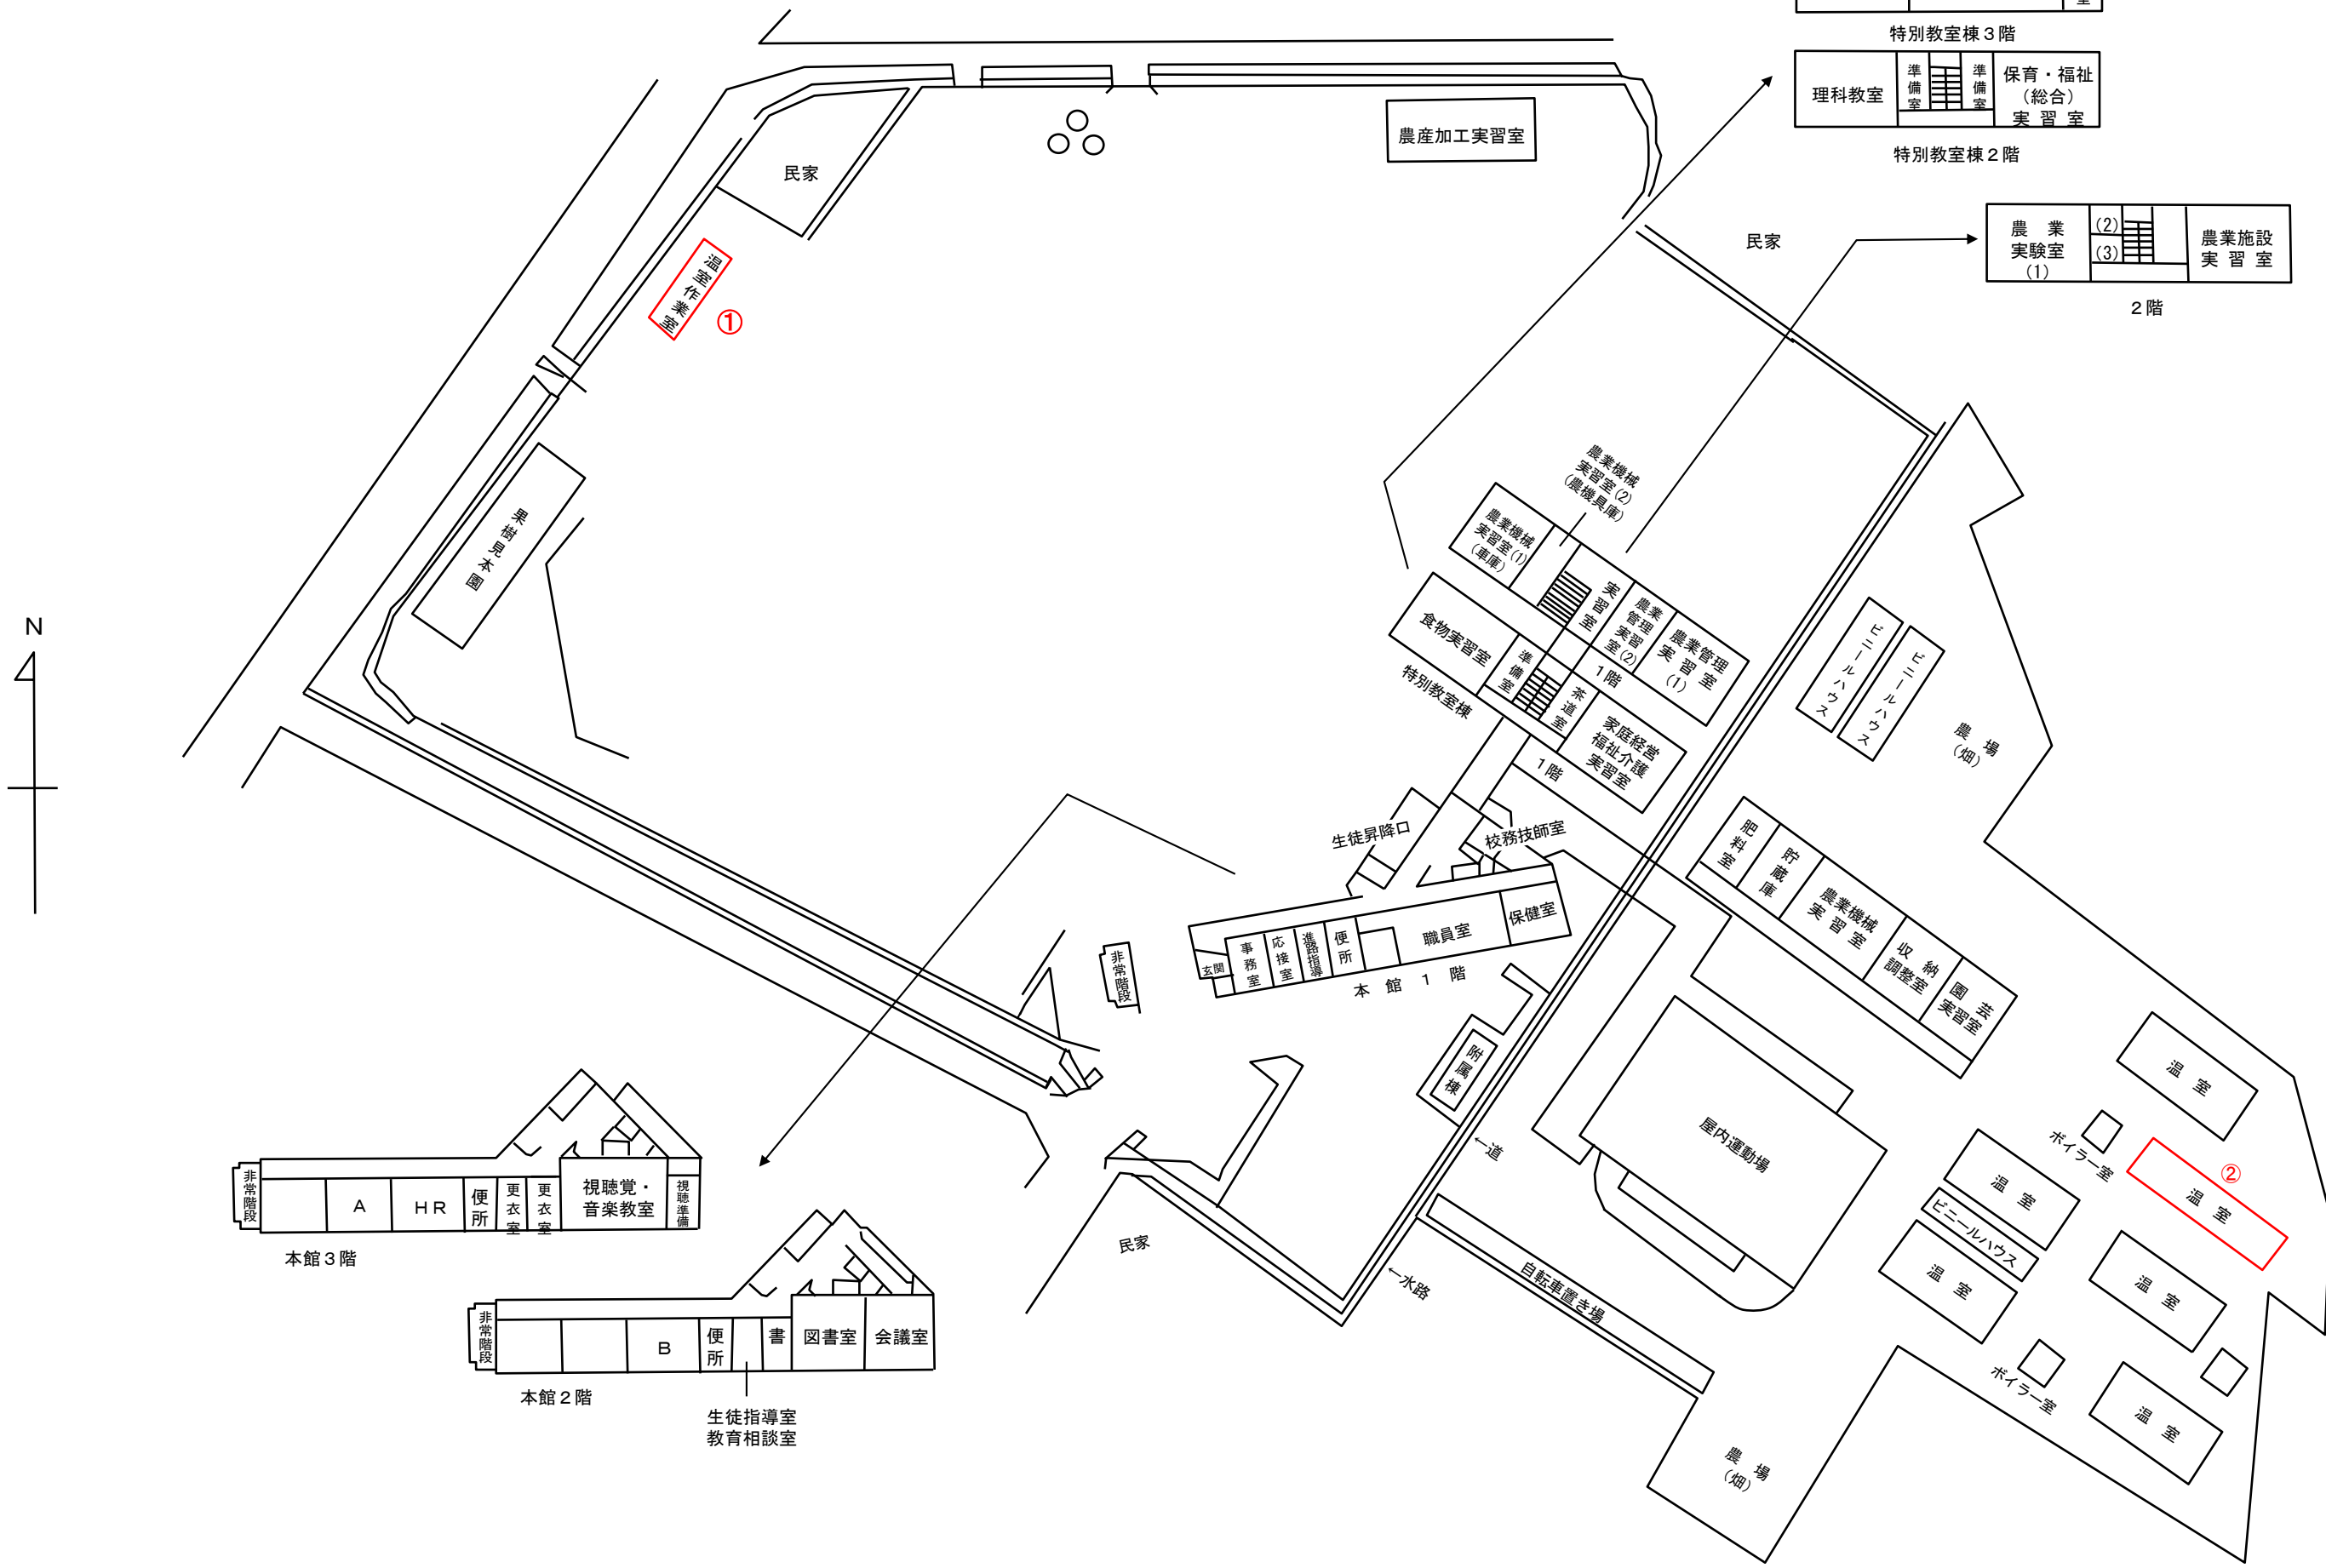 室
特別教室棟３階
理科教室
準備室
準備室
保育・福祉
（総合）
実習室
特別教室棟２階
農産加工実習室
民家
民家
農業
実験室
(1)
(2)
(3)
農業施設
実習室
２階
温室作業室
①
果樹見本園
N
農業機械
実習室(2)
(農機具庫)
農業機械
実習室(1)
(車庫)
実習室
農業
管理
実習
室(2)
農業管理
実習室
(1)
１階
食物実習室
準備室
茶道室
家庭経営
福祉介護
実習室
特別教室棟
１階
ビニールハウス
ビニールハウス
農場
(畑)
生徒昇降口
校務技師室
肥料室
貯蔵庫
農業機械
実習室
収納
調整室
園芸
実習室
玄関
事務室
応接室
進路指導
便所
職員室
保健室
本館１階
非常階段
附属棟
屋内運動場
←道
温室
ボイラー室
②
温室
温室
ビニールハウス
温室
温室
ボイラー室
温室
自転車置き場
←水路
民家
農場
(畑)
非常階段
A
HR
便所
更衣室
更衣室
視聴覚・
音楽教室
視聴準備
本館３階
非常階段
B
便所
書
図書室
会議室
本館２階
生徒指導室
教育相談室